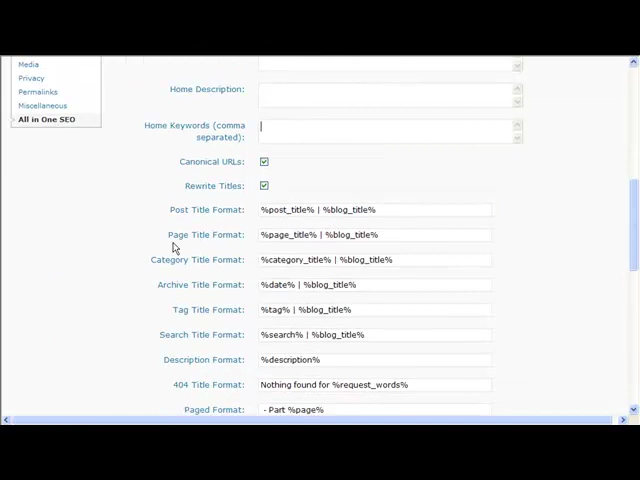 Media
Privacy
Permalinks
Miscellaneous
All in One SEO
Home Description:
Home Keywords (comma
separated):
Canonical URLs:
Rewrite Titles:
Post Title Format: %post_title% | %blog_title%
Page Title Format: %page_title% | %blog_title%
Category Title Format: %category_title% | %blog_title%
Archive Title Format: %date% | %blog_title%
Tag Title Format: %tag% | %blog_title%
Search Title Format: %search% | %blog_title%
Description Format: %description%
404 Title Format: Nothing found for %request_words%
Paged Format: - Part %page%